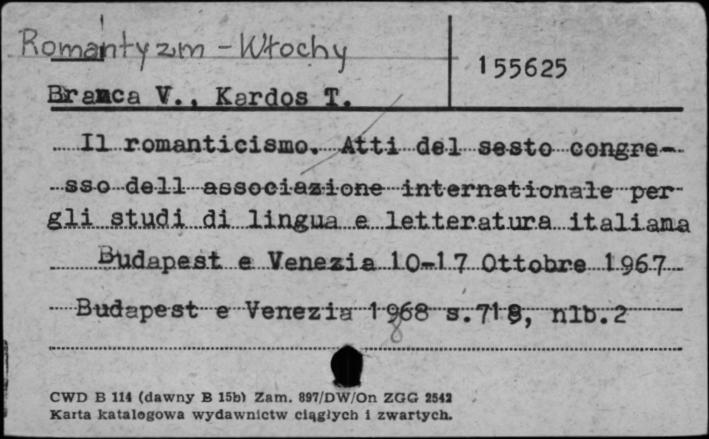 Romantyzm - Włochy
155625
Branca V., Kardos T.
Il romanticismo. Atti del sesto congre-
sso dell associazione internationale per
gli studi di lingua e letteratura italiana
Budapest e Venezia 10-17 Ottobre 1967
Budapest e Venezia 1968 s.718, nlb.2
8
CWD B 114 (dawny B 15b) Zam. 897/DW/On ZGG 2542
Karta katalogowa wydawnictw ciągłych i zwartych.